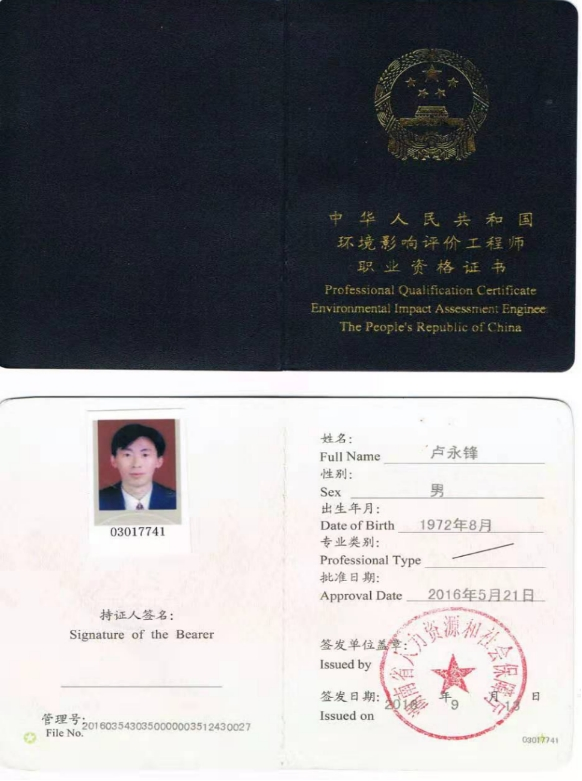 中华人民共和国
环境影响评价工程师
职业资格证书
Professional Qualification Certificate
Environmental Impact Assessment Enginee
The People's Republic of China
03017741
持证人签名:
Signature of the Bearer
管理号:
File No. 2016035430350000003512430027
姓名:
Full Name 卢永锋
性别:
Sex 男
出生年月:
Date of Birth 1972年8月
专业类别:
Professional Type
批准日期:
Approval Date 2016年5月21日
签发单位盖章:
Issued by
湖南省人力资源和社会保障厅
签发日期: 2016 年 9 月 13 日
Issued on
03017741